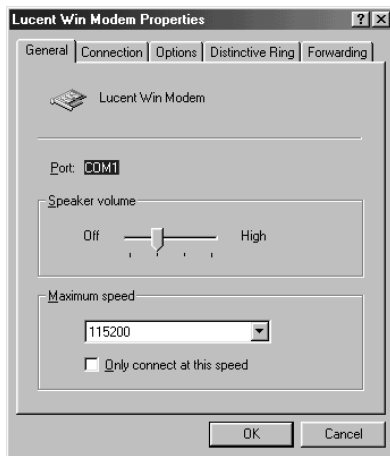 Lucent Win Modem Properties
General Connection Options Distinctive Ring Forwarding
Lucent Win Modem
Port: COM1
Speaker volume
Off High
Maximum speed
115200
Only connect at this speed
OK Cancel